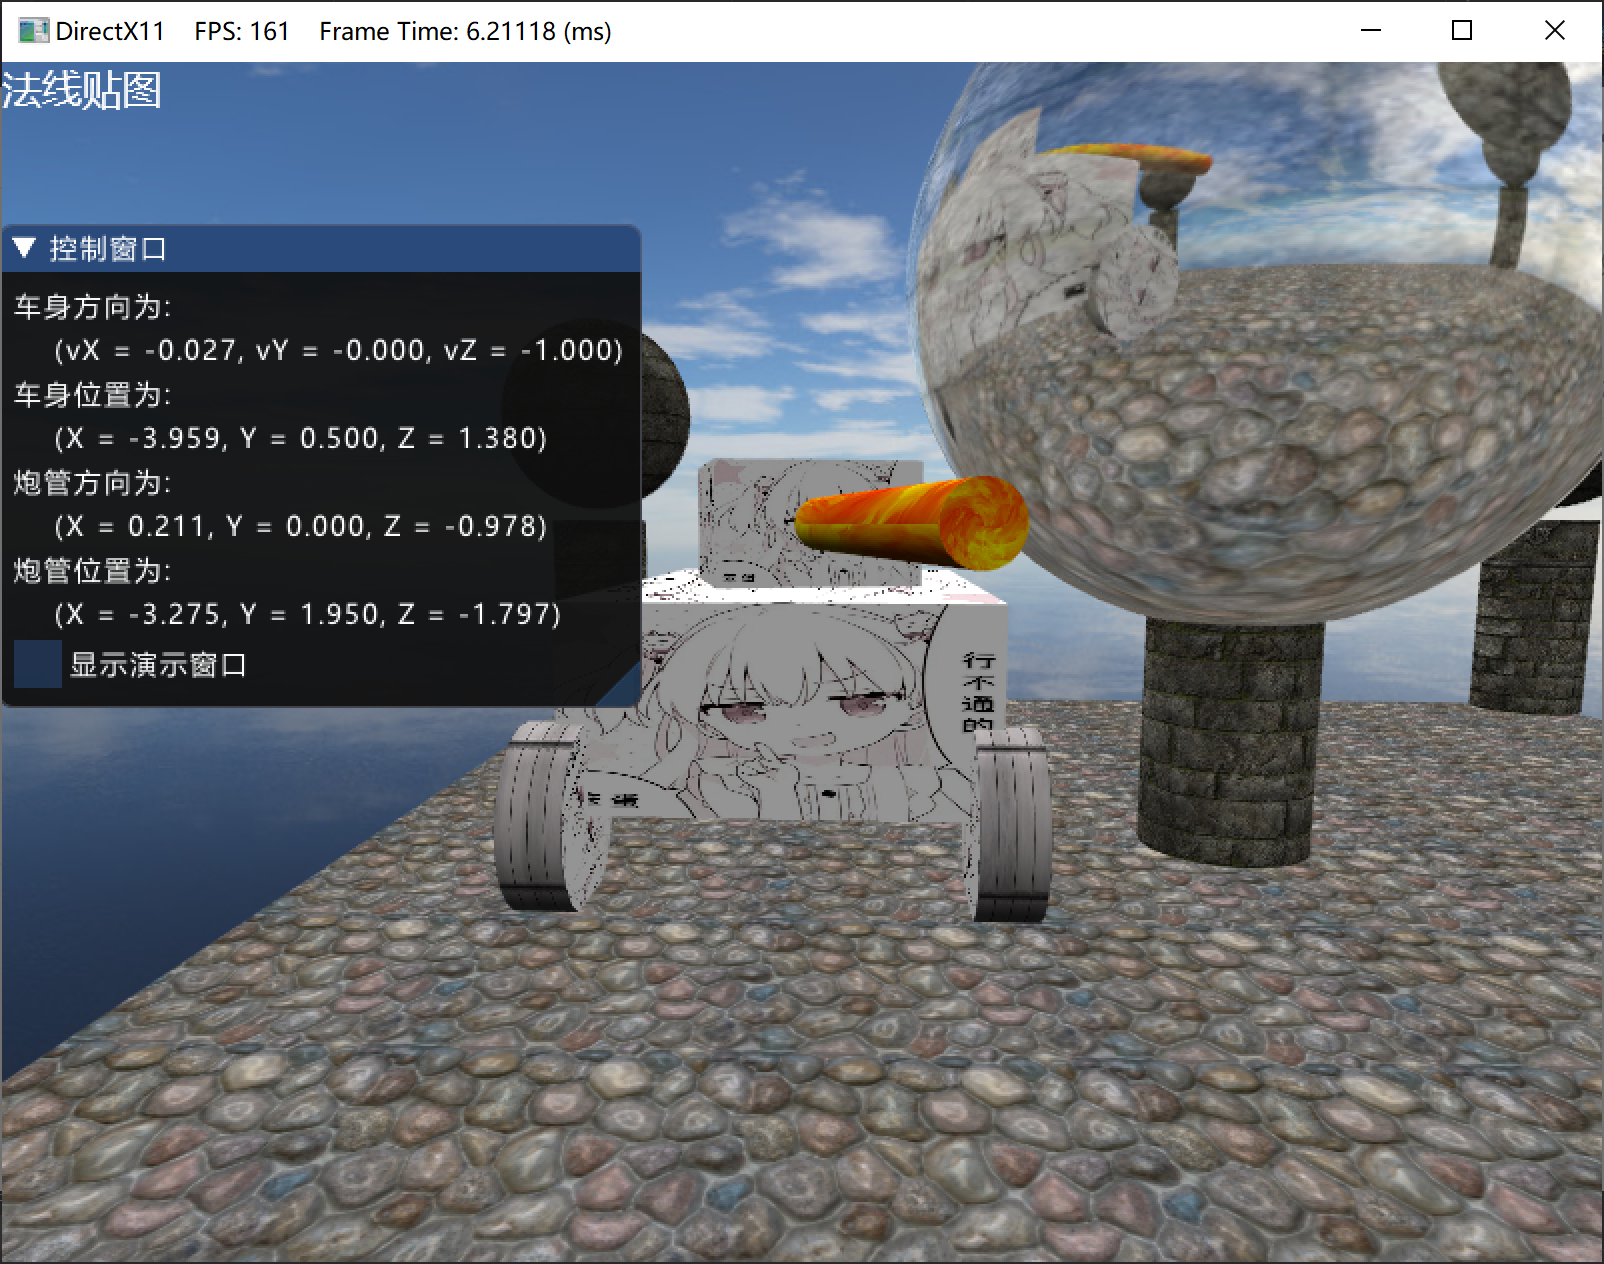 DirectX11 FPS: 161 Frame Time: 6.21118 (ms)
法线贴图
控制窗口
车身方向为:
(vX = -0.027, vY = -0.000, vZ = -1.000)
车身位置为:
(X = -3.959, Y = 0.500, Z = 1.380)
炮管方向为:
(X = 0.211, Y = 0.000, Z = -0.978)
炮管位置为:
(X = -3.275, Y = 1.950, Z = -1.797)
显示演示窗口
行不通的